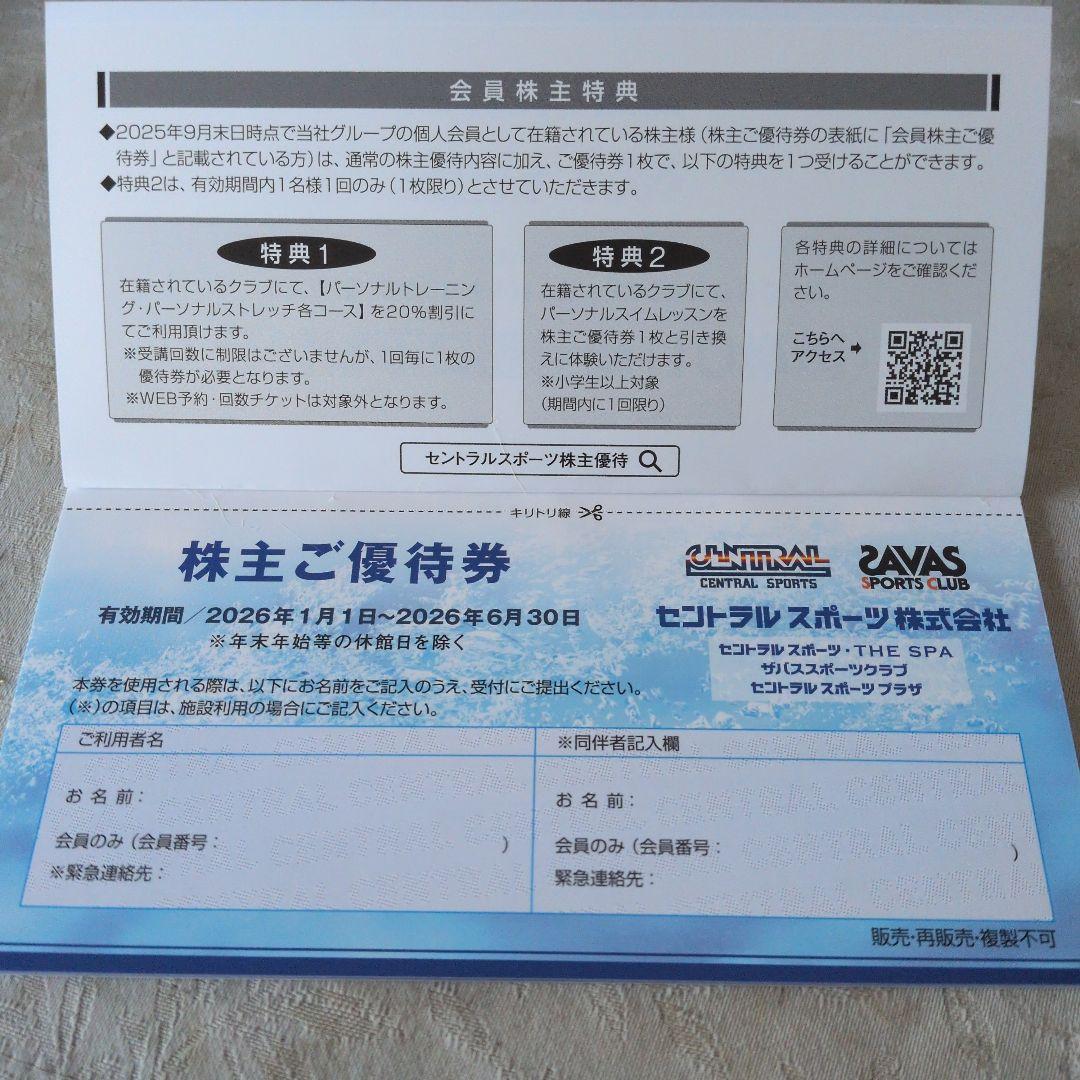 会員株主特典
◆2025年9月末日時点で当社グループの個人会員として在籍されている株主様（株主ご優待券の表紙に「会員株主ご優
待券」と記載されている方）は、通常の株主優待内容に加え、ご優待券1枚で、以下の特典を1つ受けることができます。
◆特典2は、有効期間内1名様1回のみ（1枚限り）とさせていただきます。
特典1
在籍されているクラブにて、【パーソナルトレーニン
グ・パーソナルストレッチ各コース】を20%割引に
てご利用頂けます。
※受講回数に制限はございませんが、1回毎に1枚の
優待券が必要となります。
※WEB予約・回数チケットは対象外となります。
特典2
在籍されているクラブにて、
パーソナルスイムレッスンを
株主ご優待券1枚と引き換
えに体験いただけます。
※小学生以上対象
（期間内に1回限り）
各特典の詳細については
ホームページをご確認くだ
さい。
こちらへ
アクセス➡
セントラルスポーツ株主優待
キリトリ線
株主ご優待券
有効期間／2026年1月1日～2026年6月30日
※年末年始等の休館日を除く
CENTRAL
CENTRAL SPORTS
SAVAS
SPORTS CLUB
セントラルスポーツ株式会社
セントラルスポーツ・THE SPA
ザバススポーツクラブ
セントラルスポーツ プラザ
本券を使用される際は、以下にお名前をご記入のうえ、受付にご提出ください。
（※）の項目は、施設利用の場合にご記入ください。
ご利用者名
お名前：
会員のみ（会員番号： ）
※緊急連絡先：
※同伴者記入欄
お名前：
会員のみ（会員番号： ）
緊急連絡先：
販売・再販売・複製不可